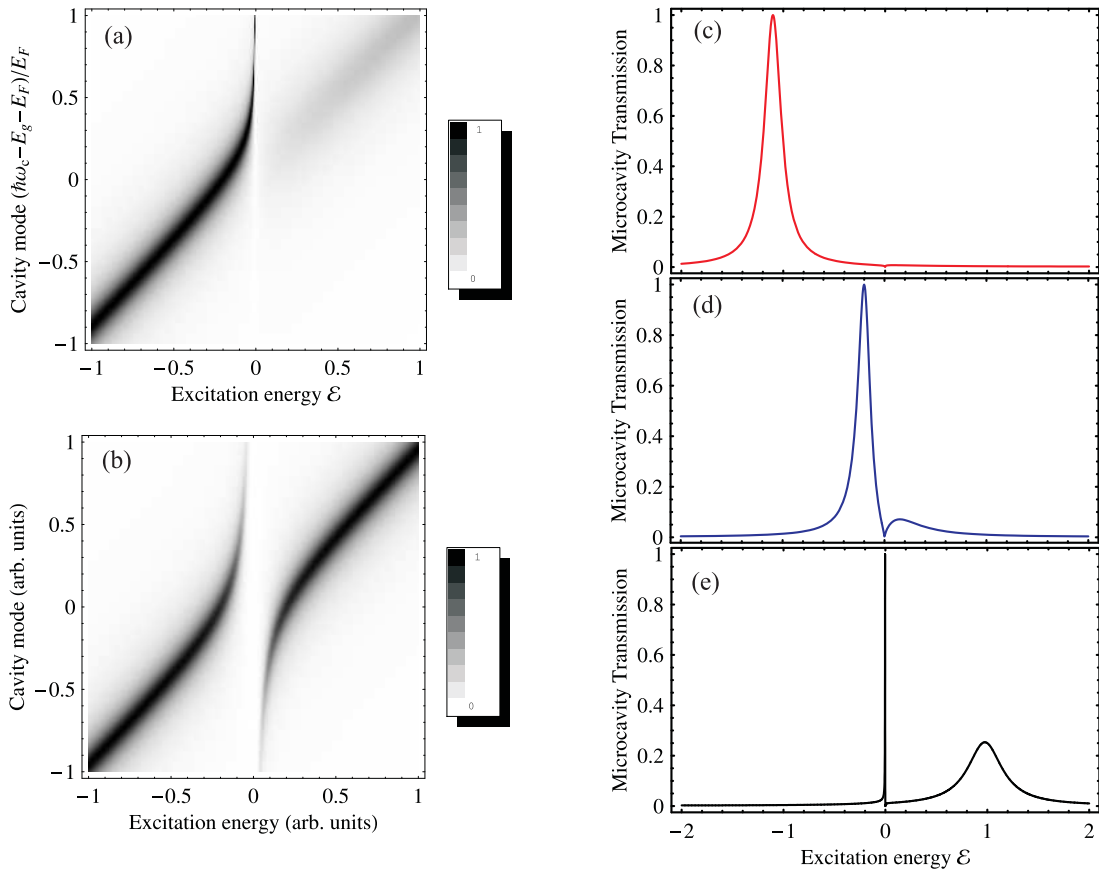 (a)
Cavity mode (ħω_c−E_g−E_F)/E_F
1
0.5
0
−0.5
−1
−1 −0.5 0 0.5 1
Excitation energy ℰ
1
0
(b)
Cavity mode (arb. units)
1
0.5
0
−0.5
−1
−1 −0.5 0 0.5 1
Excitation energy (arb. units)
1
0
(c)
Microcavity Transmission
1
0.8
0.6
0.4
0.2
0
(d)
Microcavity Transmission
1
0.8
0.6
0.4
0.2
0
(e)
Microcavity Transmission
1
0.8
0.6
0.4
0.2
0
−2 −1 0 1 2
Excitation energy ℰ